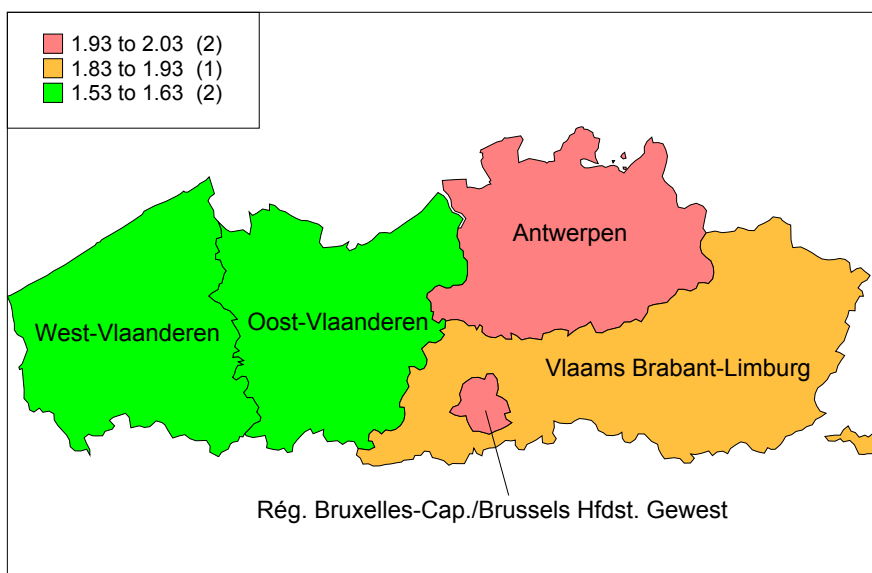 1.93 to 2.03 (2)
1.83 to 1.93 (1)
1.53 to 1.63 (2)
Antwerpen
West-Vlaanderen
Oost-Vlaanderen
Vlaams Brabant-Limburg
Rég. Bruxelles-Cap./Brussels Hfdst. Gewest